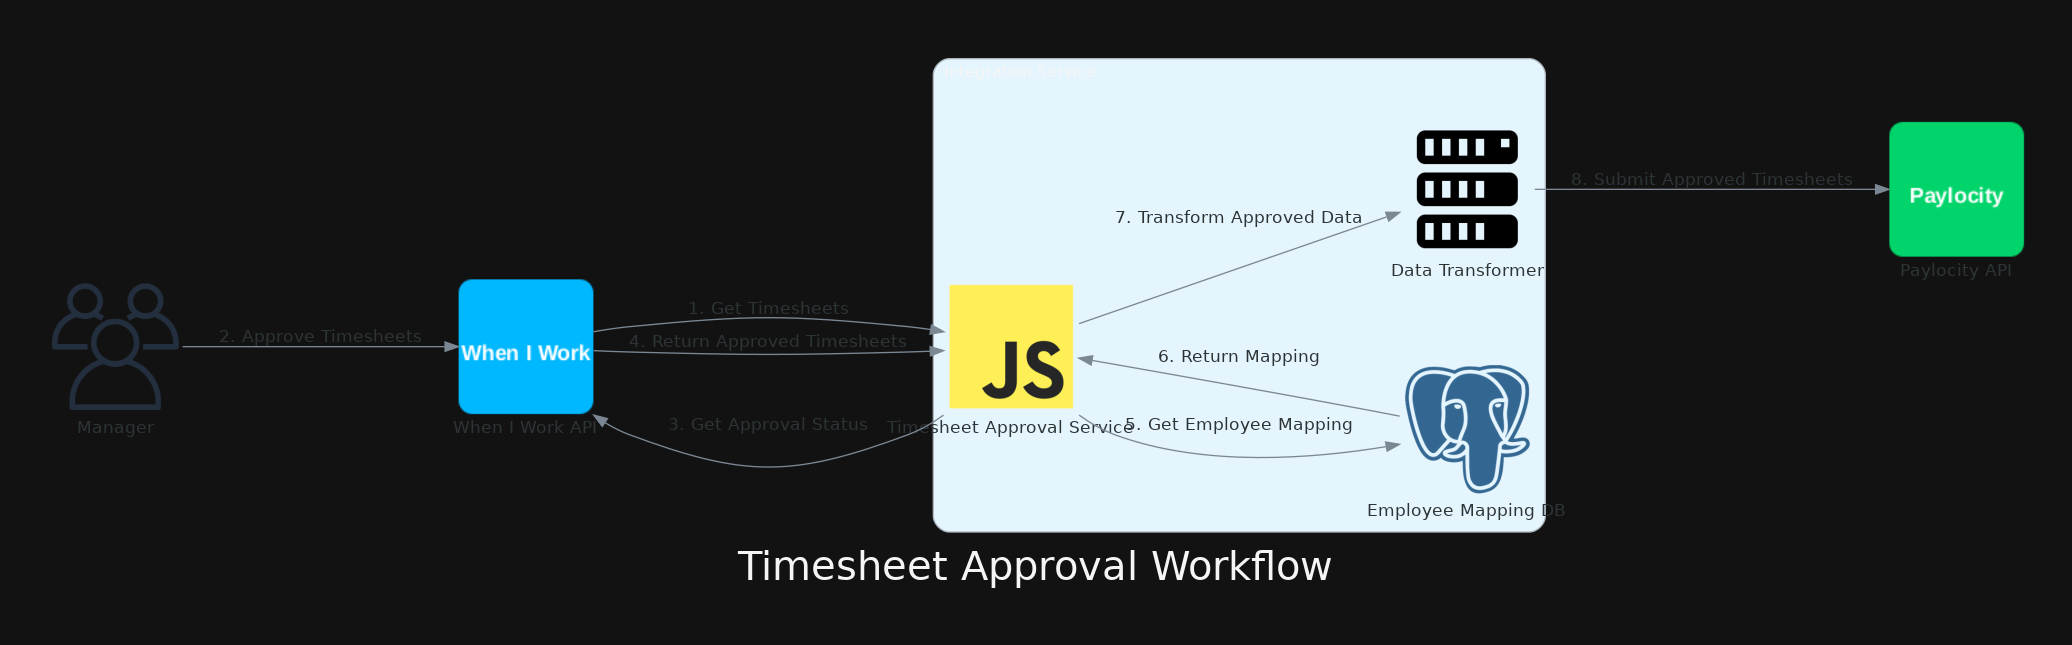 Integration Service
8. Submit Approved Timesheets
Paylocity
7. Transform Approved Data
Data Transformer
Paylocity API
1. Get Timesheets
2. Approve Timesheets
4. Return Approved Timesheets
When I Work
JS
6. Return Mapping
Manager
When I Work API
3. Get Approval Status
Timesheet Approval Service
5. Get Employee Mapping
Employee Mapping DB
Timesheet Approval Workflow